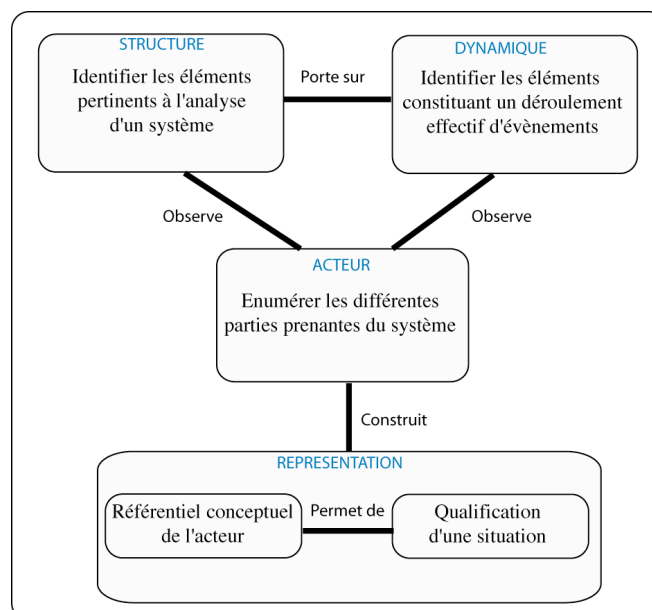 STRUCTURE
Identifier les éléments
pertinents à l'analyse
d'un système
Porte sur
DYNAMIQUE
Identifier les éléments
constituant un déroulement
effectif d'évènements
Observe
Observe
ACTEUR
Enumérer les différentes
parties prenantes du système
Construit
REPRESENTATION
Référentiel conceptuel
de l'acteur
Permet de
Qualification
d'une situation